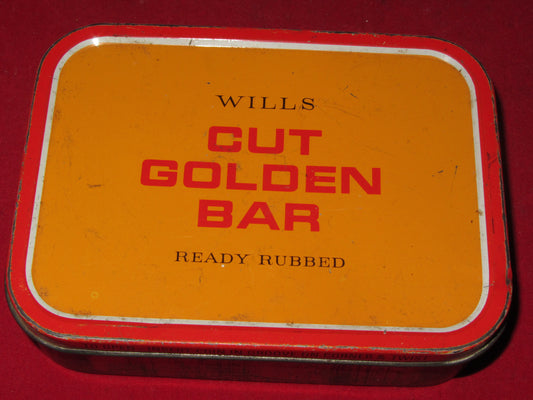 WILLS
CUT
GOLDEN
BAR
READY RUBBED